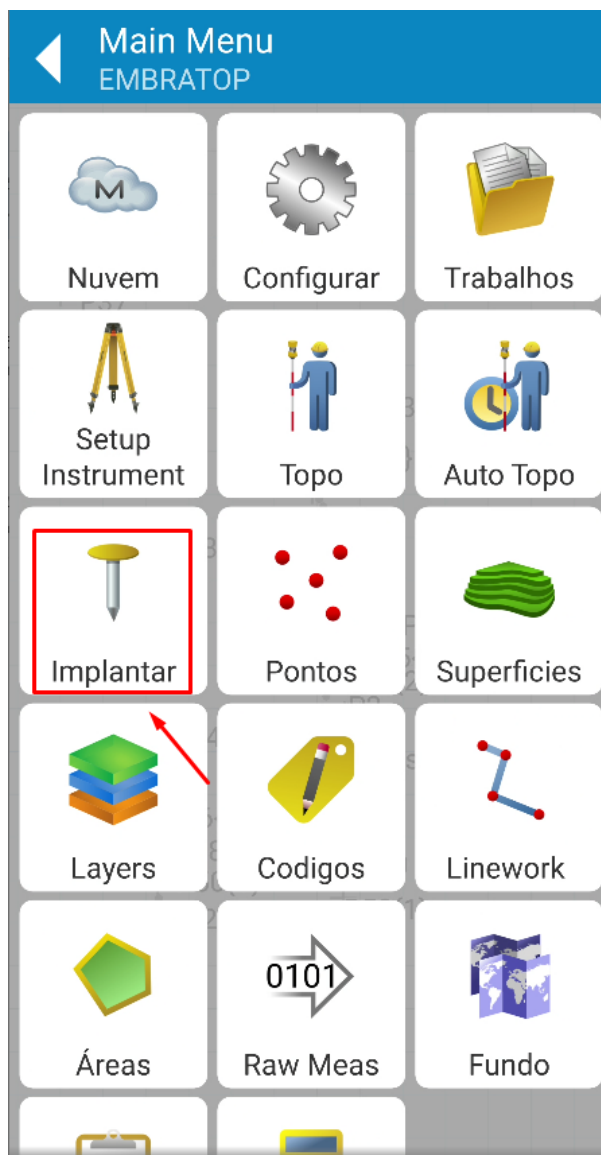 Main Menu
EMBRATOP
M
Nuvem
Configurar
Trabalhos
Setup
Instrument
Topo
Auto Topo
Implantar
Pontos
Superficies
Layers
Codigos
Linework
0101
Áreas
Raw Meas
Fundo